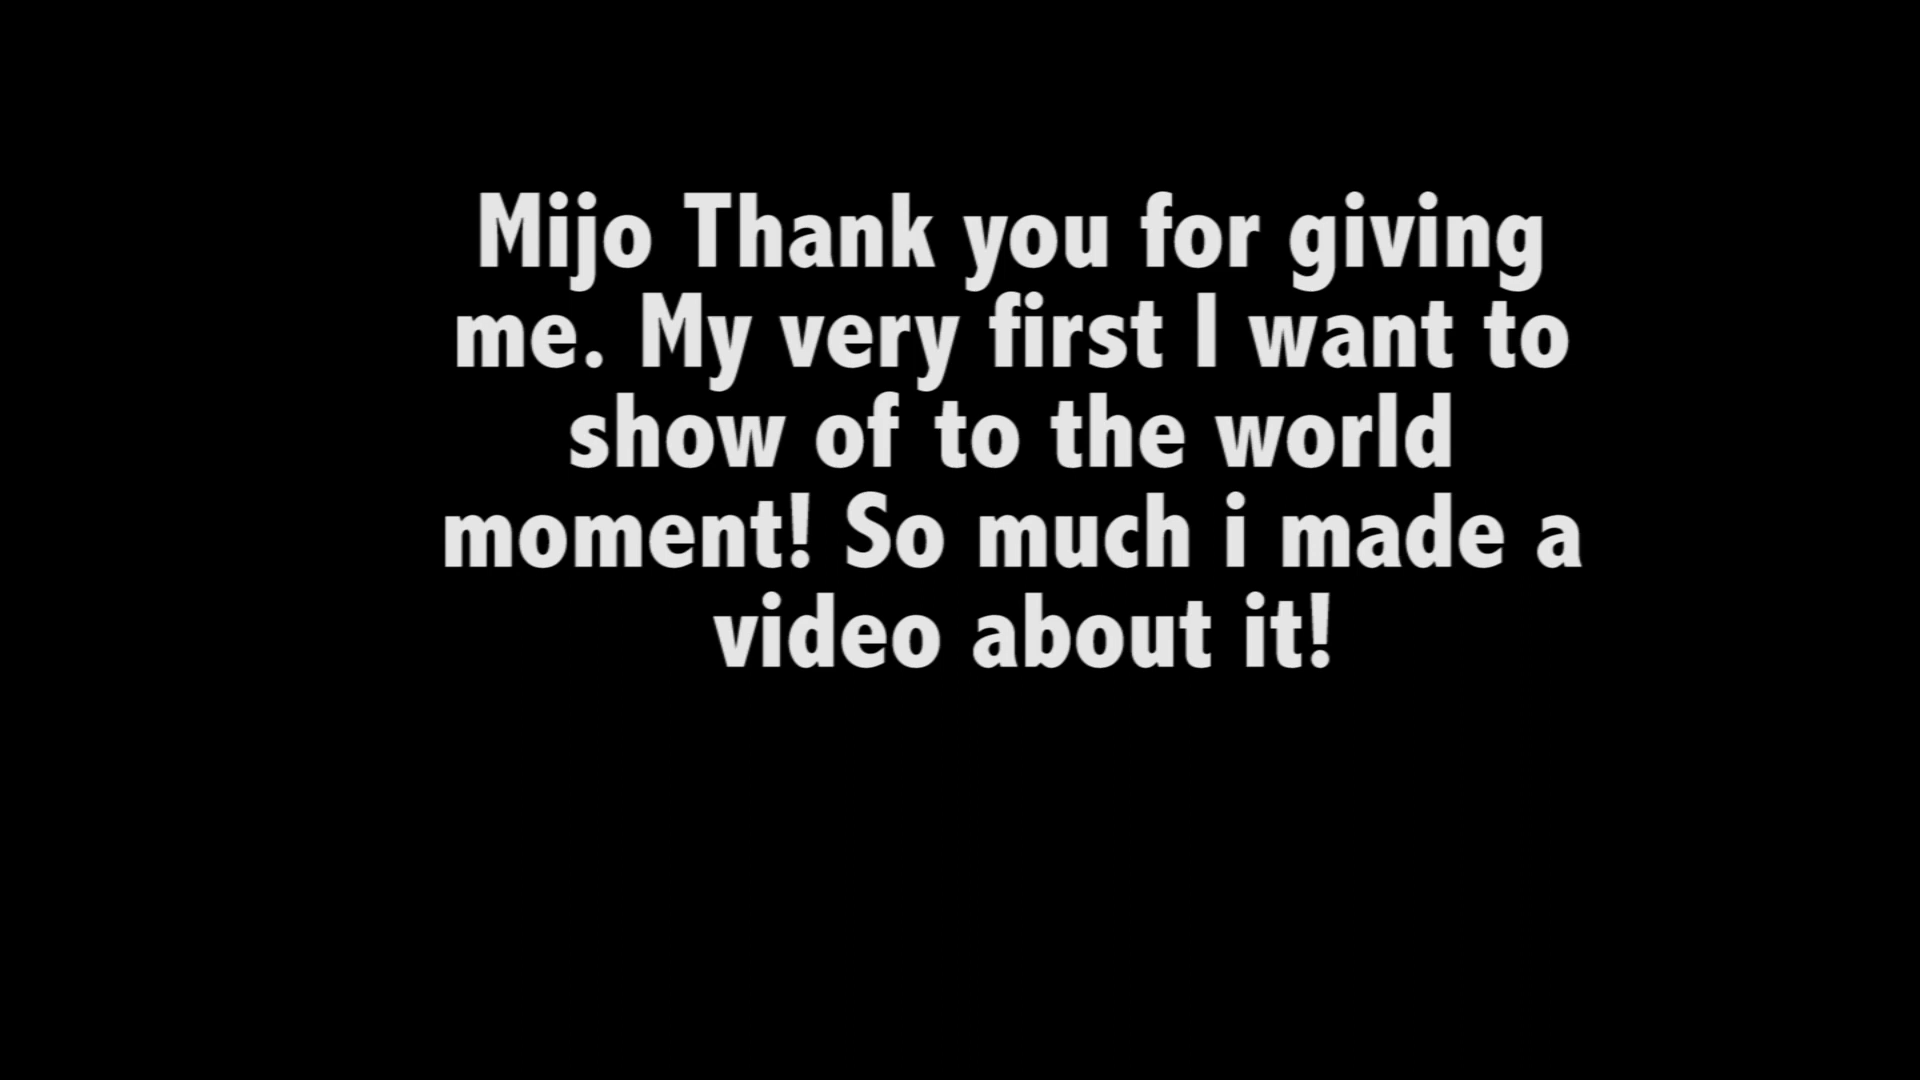 Mijo Thank you for giving
me. My very first I want to
show of to the world
moment! So much i made a
video about it!